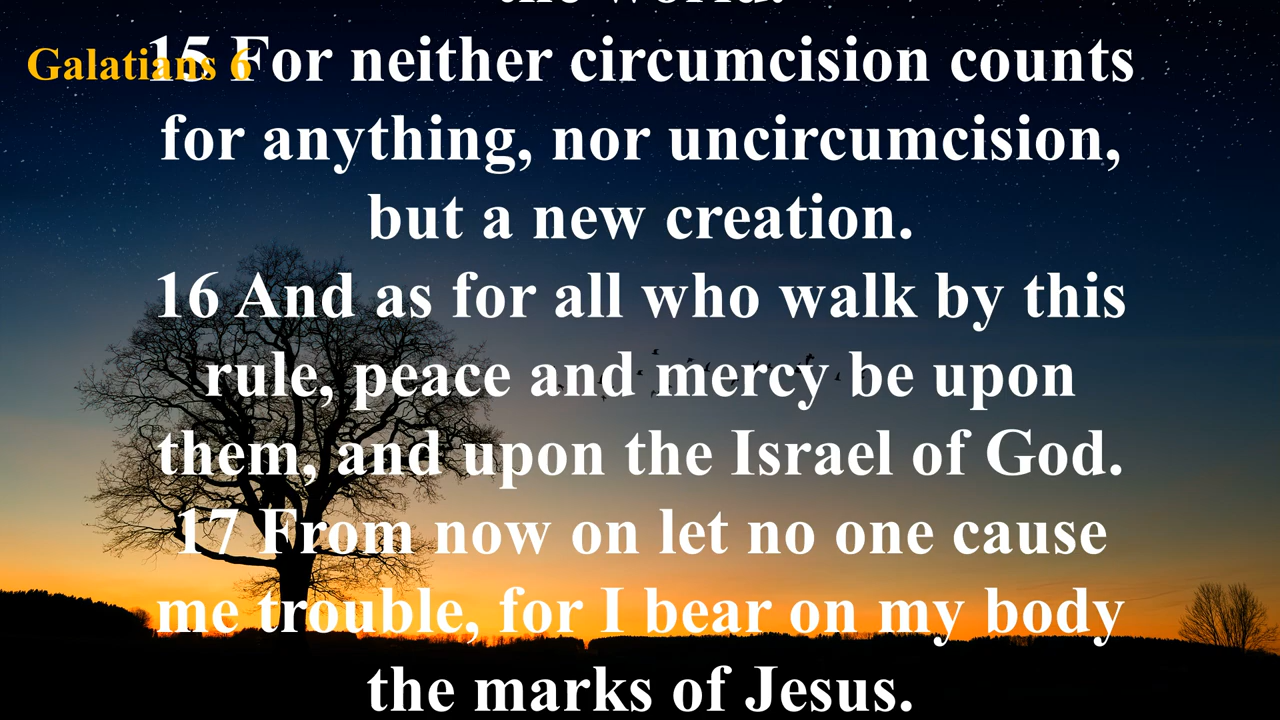 the world.
Galatians 6
15 For neither circumcision counts
for anything, nor uncircumcision,
but a new creation.
16 And as for all who walk by this
rule, peace and mercy be upon
them, and upon the Israel of God.
17 From now on let no one cause
me trouble, for I bear on my body
the marks of Jesus.